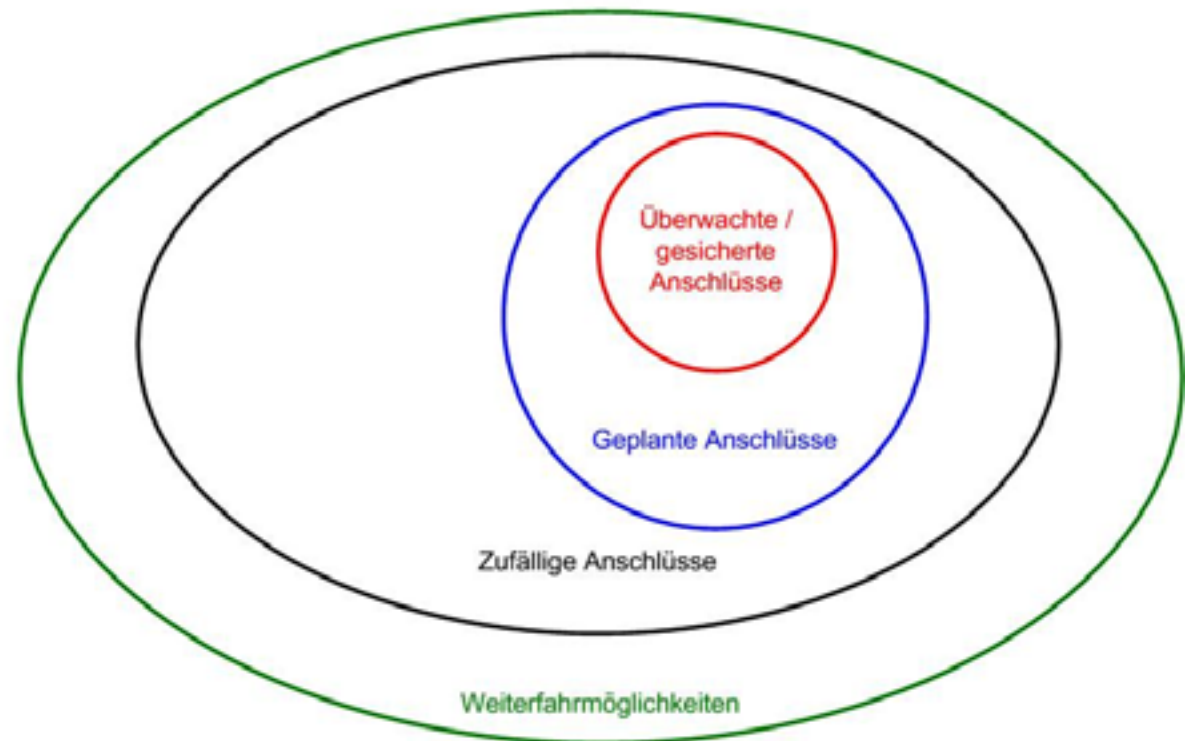 Überwachte /
gesicherte
Anschlüsse
Geplante Anschlüsse
Zufällige Anschlüsse
Weiterfahrmöglichkeiten